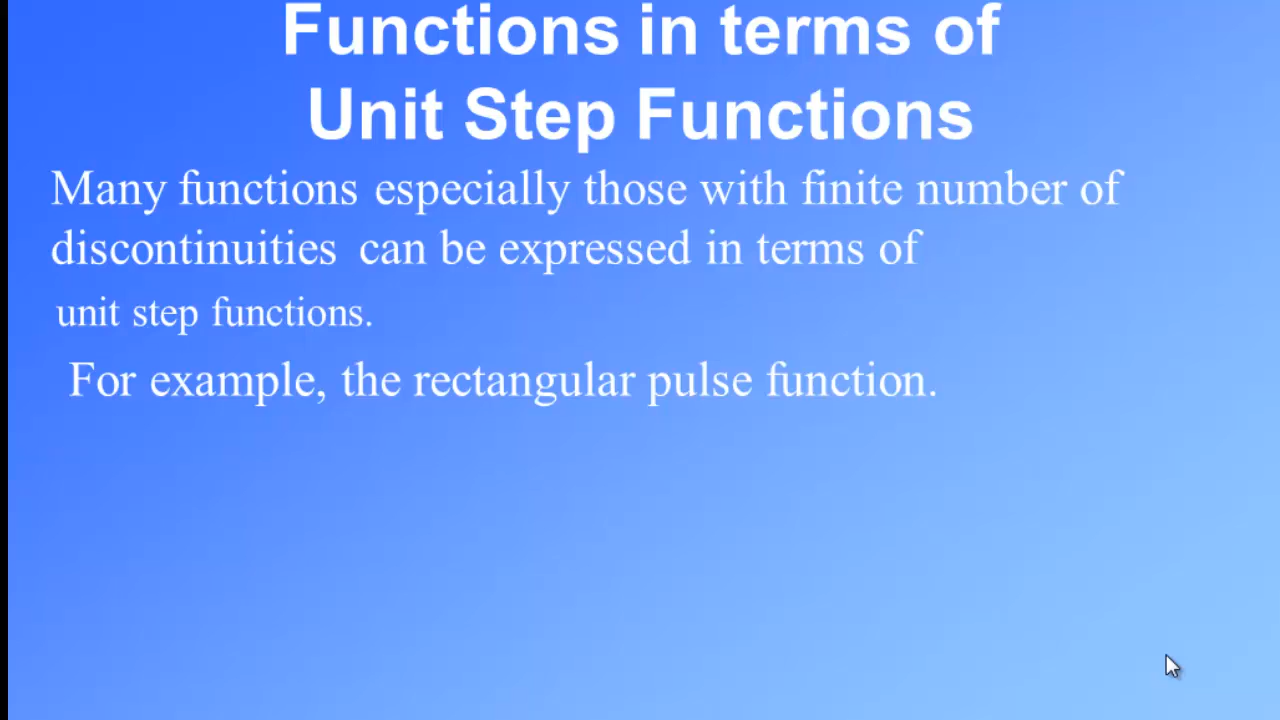 Functions in terms of
Unit Step Functions
Many functions especially those with finite number of
discontinuities can be expressed in terms of
unit step functions.
For example, the rectangular pulse function.